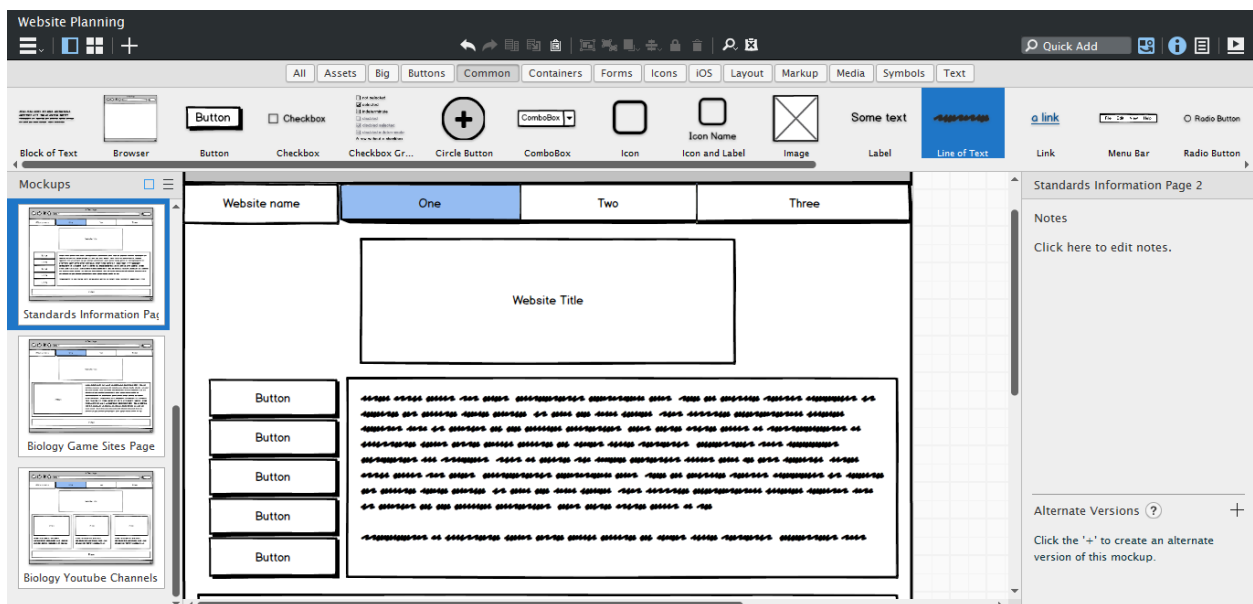 Website Planning
Quick Add
All Assets Big Buttons Common Containers Forms Icons iOS Layout Markup Media Symbols Text
Button Checkbox ComboBox Some text a link Radio Button
Icon Name
Block of Text Browser Button Checkbox Checkbox Gr... Circle Button ComboBox Icon Icon and Label Image Label Line of Text Link Menu Bar Radio Button
Mockups
Standards Information Pag
Biology Game Sites Page
Biology Youtube Channels
Website name One Two Three
Website Title
Button
Button
Button
Button
Button
Standards Information Page 2
Notes
Click here to edit notes.
Alternate Versions ?
Click the '+' to create an alternate
version of this mockup.